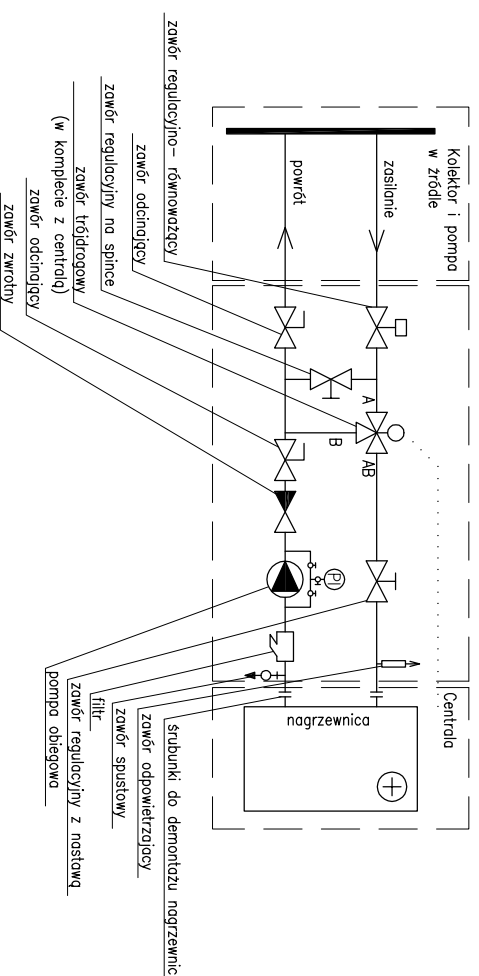 Kolektor i pompa
w źródle
Centrala
zasilanie
powrót
A
AB
B
PI
nagrzewnica
zawór regulacyjno- równoważący
zawór odcinający
zawór regulacyjny na spince
zawór trójdrogowy
(w komplecie z centralą)
zawór odcinający
zawór zwrotny
śrubunki do demontażu nagrzewnic
zawór odpowietrzajacy
zawór spustowy
filtr
zawór regulacyjny z nastawą
pompa obiegowa